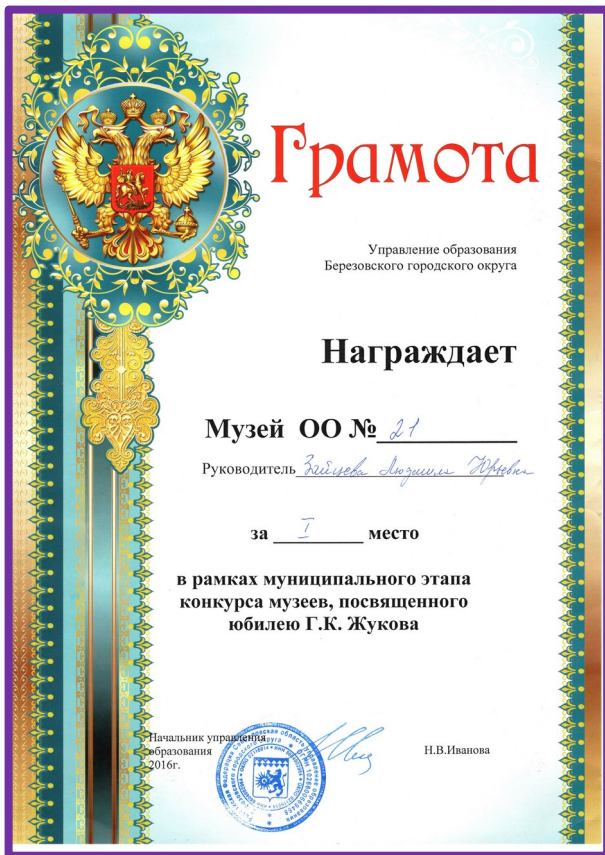 Грамота
Управление образования
Березовского городского округа
Награждает
Музей ОО № 21
Руководитель Зайцева Людмила Юрьевна
за I место
в рамках муниципального этапа
конкурса музеев, посвященного
юбилею Г.К. Жукова
Начальник управления
образования
2016г.
Н.В.Иванова